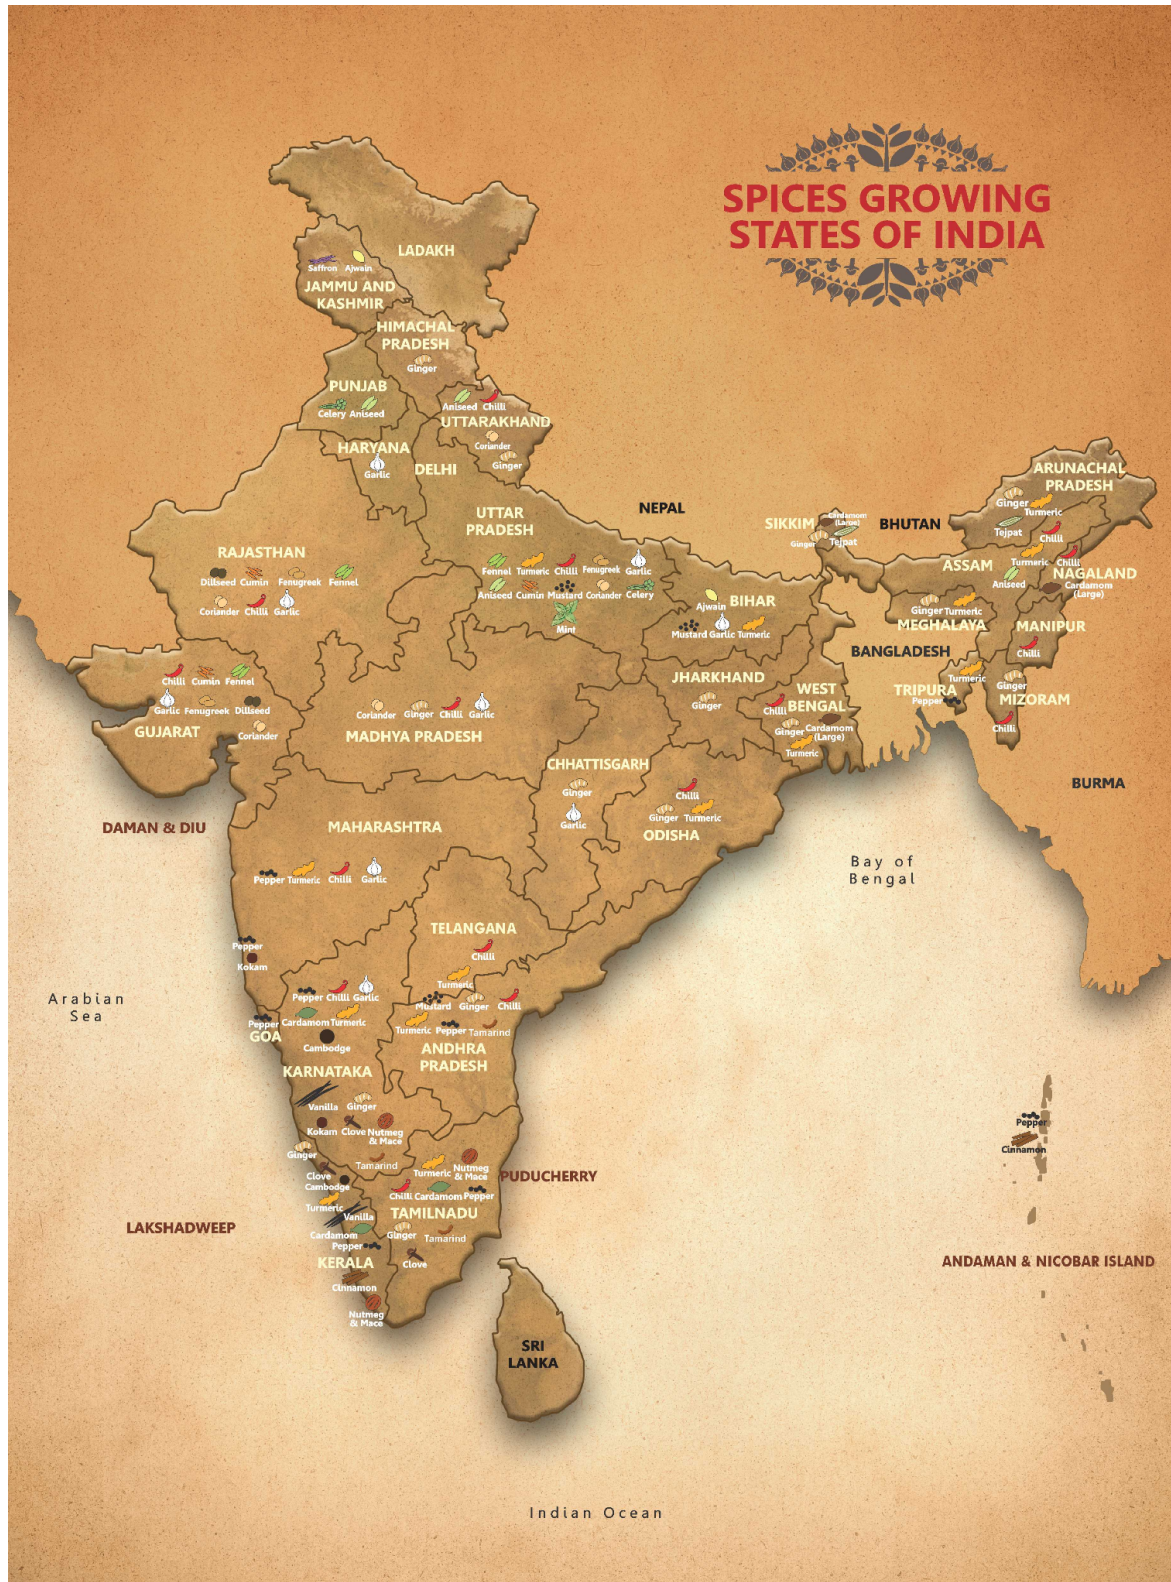 SPICES GROWING
STATES OF INDIA
LADAKH
Saffron
Ajwain
JAMMU AND
KASHMIR
HIMACHAL
PRADESH
Ginger
PUNJAB
Celery
Aniseed
Aniseed
Chilli
UTTARAKHAND
Coriander
Ginger
HARYANA
Garlic
DELHI
UTTAR
PRADESH
Fennel
Turmeric
Chilli
Fenugreek
Garlic
Aniseed
Cumin
Mustard
Coriander
Celery
Mint
NEPAL
SIKKIM
Cardamom
(Large)
Ginger
Tejpat
BHUTAN
ARUNACHAL
PRADESH
Ginger
Turmeric
Tejpat
Chilli
ASSAM
Turmeric
Aniseed
Chilli
NAGALAND
Cardamom
(Large)
Ginger
Turmeric
MEGHALAYA
MANIPUR
Chilli
BANGLADESH
TRIPURA
Turmeric
Pepper
Ginger
MIZORAM
Chilli
BURMA
RAJASTHAN
Dillseed
Cumin
Fenugreek
Fennel
Coriander
Chilli
Garlic
Ajwain
BIHAR
Mustard
Garlic
Turmeric
JHARKHAND
Ginger
WEST
BENGAL
Chilli
Ginger
Cardamom
(Large)
Turmeric
Chilli
Cumin
Fennel
Garlic
Fenugreek
Dillseed
GUJARAT
Coriander
Coriander
Ginger
Chilli
Garlic
MADHYA PRADESH
CHHATTISGARH
Ginger
Garlic
Chilli
Ginger
Turmeric
ODISHA
DAMAN & DIU
MAHARASHTRA
Pepper
Turmeric
Chilli
Garlic
Pepper
Kokam
Bay of
Bengal
TELANGANA
Chilli
Turmeric
Arabian
Sea
Pepper
GOA
Pepper
Chilli
Garlic
Cardamom
Turmeric
Cambodge
KARNATAKA
Vanilla
Ginger
Kokam
Clove
Nutmeg
& Mace
Tamarind
Mustard
Ginger
Chilli
Turmeric
Pepper
Tamarind
ANDHRA
PRADESH
Ginger
Clove
Cambodge
Turmeric
Vanilla
Cardamom
Pepper
KERALA
Cinnamon
Nutmeg
& Mace
Turmeric
Nutmeg
& Mace
Chilli
Cardamom
Pepper
TAMILNADU
Ginger
Tamarind
Clove
PUDUCHERRY
LAKSHADWEEP
Pepper
Cinnamon
ANDAMAN & NICOBAR ISLAND
SRI
LANKA
Indian Ocean